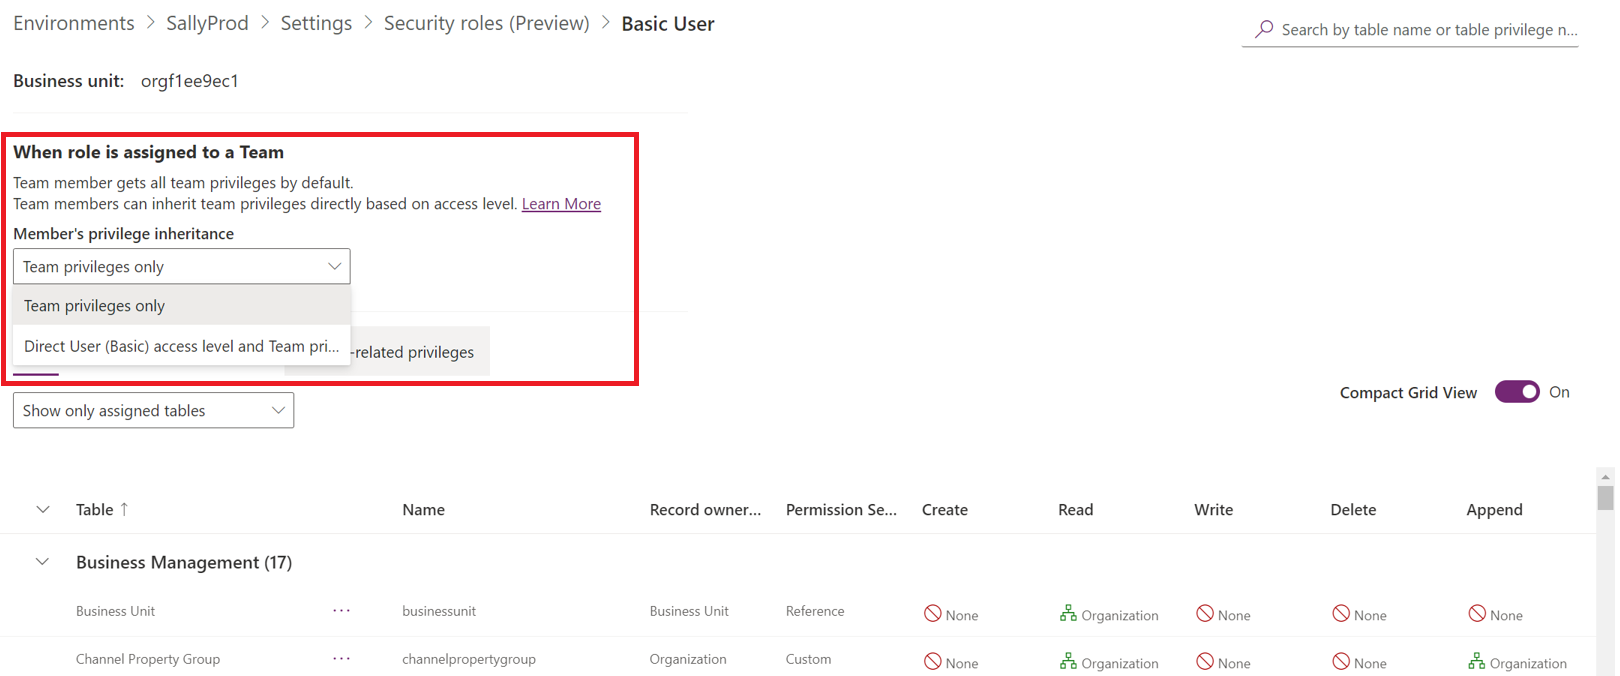 Environments > SallyProd > Settings > Security roles (Preview) > Basic User
Search by table name or table privilege n...
Business unit: orgf1ee9ec1
When role is assigned to a Team
Team member gets all team privileges by default.
Team members can inherit team privileges directly based on access level. Learn More
Member's privilege inheritance
Team privileges only
Team privileges only
Direct User (Basic) access level and Team pri...
-related privileges
Compact Grid View On
Show only assigned tables
Table ↑ Name Record owner... Permission Se... Create Read Write Delete Append
Business Management (17)
Business Unit ... businessunit Business Unit Reference None Organization None None None
Channel Property Group ... channelpropertygroup Organization Custom None Organization None None Organization